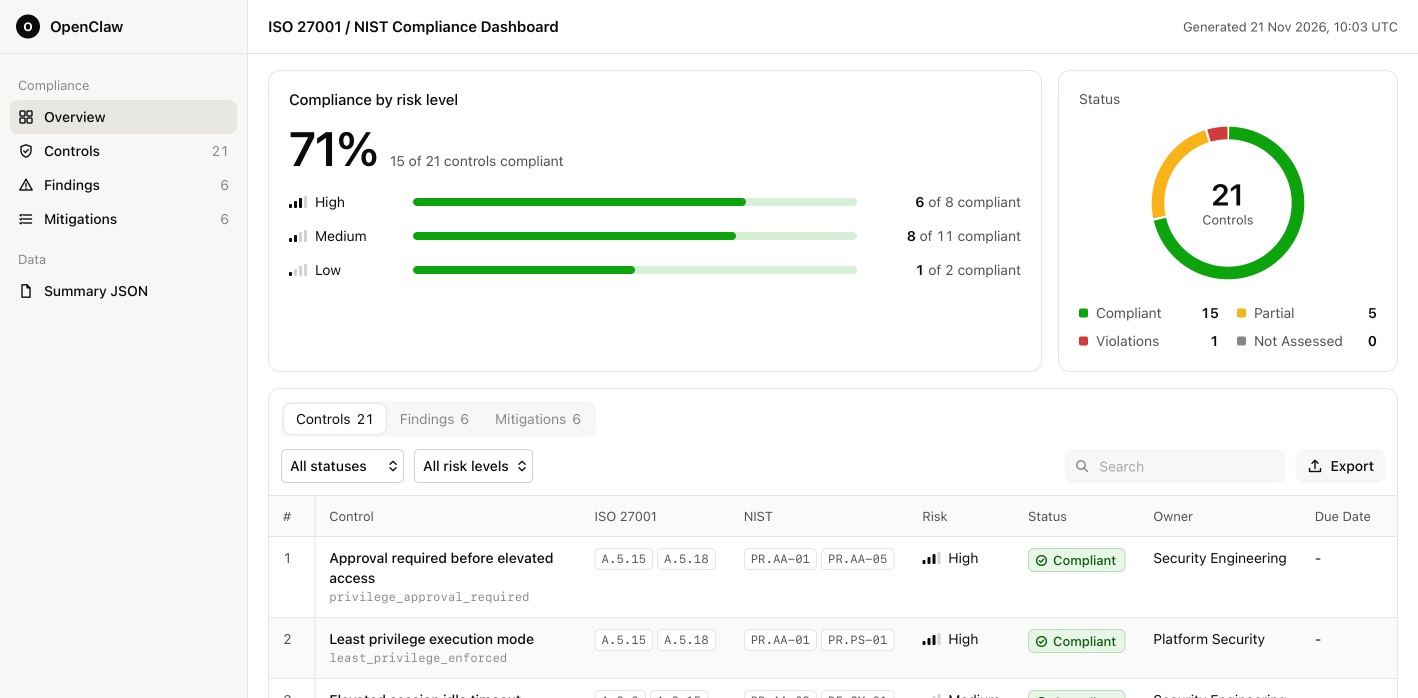 OpenClaw
ISO 27001 / NIST Compliance Dashboard
Generated 21 Nov 2026, 10:03 UTC
Compliance
Overview
Controls 21
Findings 6
Mitigations 6
Data
Summary JSON
Compliance by risk level
71% 15 of 21 controls compliant
High 6 of 8 compliant
Medium 8 of 11 compliant
Low 1 of 2 compliant
Status
21
Controls
Compliant 15 Partial 5
Violations 1 Not Assessed 0
Controls 21 Findings 6 Mitigations 6
All statuses All risk levels Search Export
# Control ISO 27001 NIST Risk Status Owner Due Date
1 Approval required before elevated A.5.15 A.5.18 PR.AA-01 PR.AA-05 High Compliant Security Engineering -
access
privilege_approval_required
2 Least privilege execution mode A.5.15 A.5.18 PR.AA-01 PR.PS-01 High Compliant Platform Security -
least_privilege_enforced